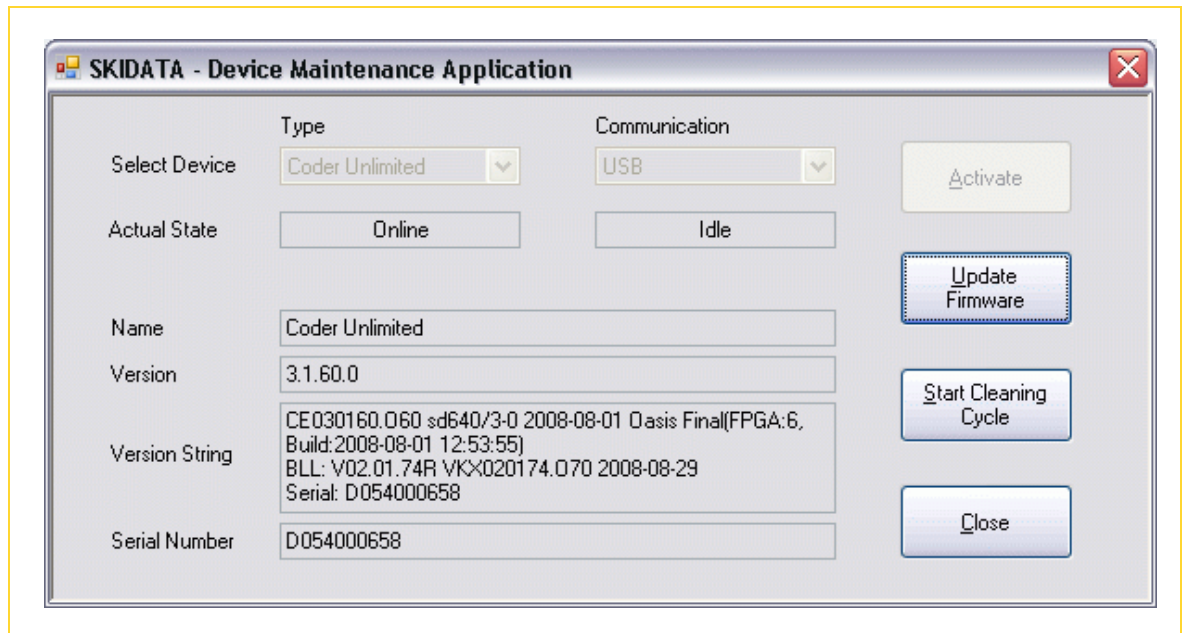 SKIDATA - Device Maintenance Application
Type Communication
Select Device Coder Unlimited USB Activate
Actual State Online Idle
Update
Firmware
Name Coder Unlimited
Version 3.1.60.0
Start Cleaning
Cycle
Version String CE030160.O60 sd640/3-0 2008-08-01 Oasis Final(FPGA:6,
Build:2008-08-01 12:53:55)
BLL: V02.01.74R VKX020174.O70 2008-08-29
Serial: D054000658
Serial Number D054000658
Close